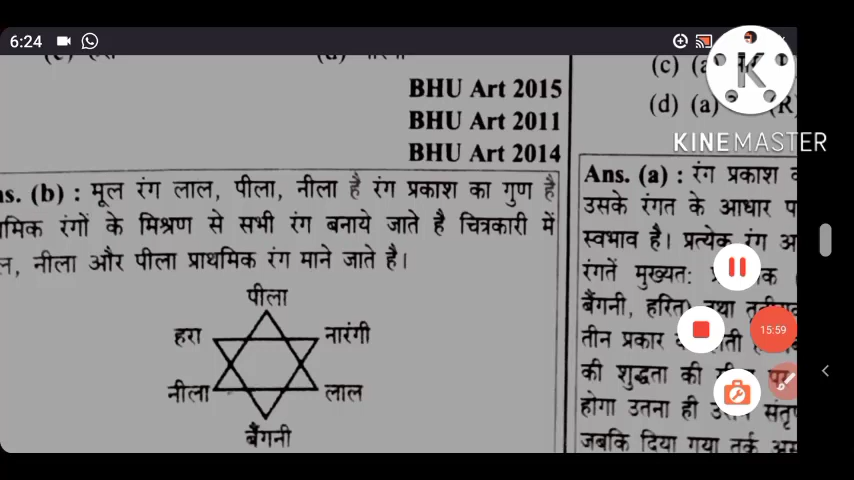 6:24
BHU Art 2015
BHU Art 2011
BHU Art 2014
(b) : मूल रंग लाल, पीला, नीला है रंग प्रकाश का गुण है
रंगों के मिश्रण से सभी रंग बनाये जाते है चित्रकारी में
नीला और पीला प्राथमिक रंग माने जाते है।
पीला
हरा
नारंगी
नीला
लाल
बैंगनी
(c)
(d) (a)
(R)
Ans. (a) : रंग प्रकाश
उसके रंगत के आधार
स्वभाव है। प्रत्येक रंग
रंगतें मुख्यत:
बैंगनी, हरित
तीन प्रकार
की शुद्धता की
होगा उतना ही
जबकि दिया गया तर्क
K
KINEMASTER
15:59